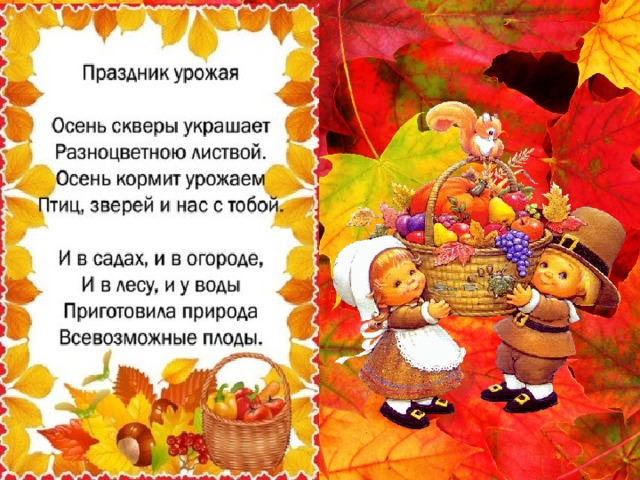 Праздник урожая
Осень скверы украшает
Разноцветною листвой.
Осень кормит урожаем
Птиц, зверей и нас с тобой.
И в садах, и в огороде,
И в лесу, и у воды
Приготовила природа
Всевозможные плоды.